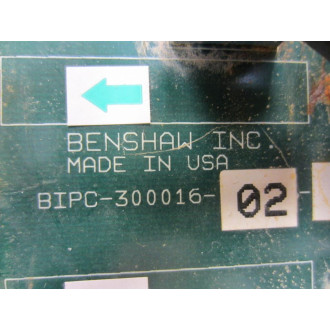 BENSHAW INC.
MADE IN USA
BIPC-300016-02-